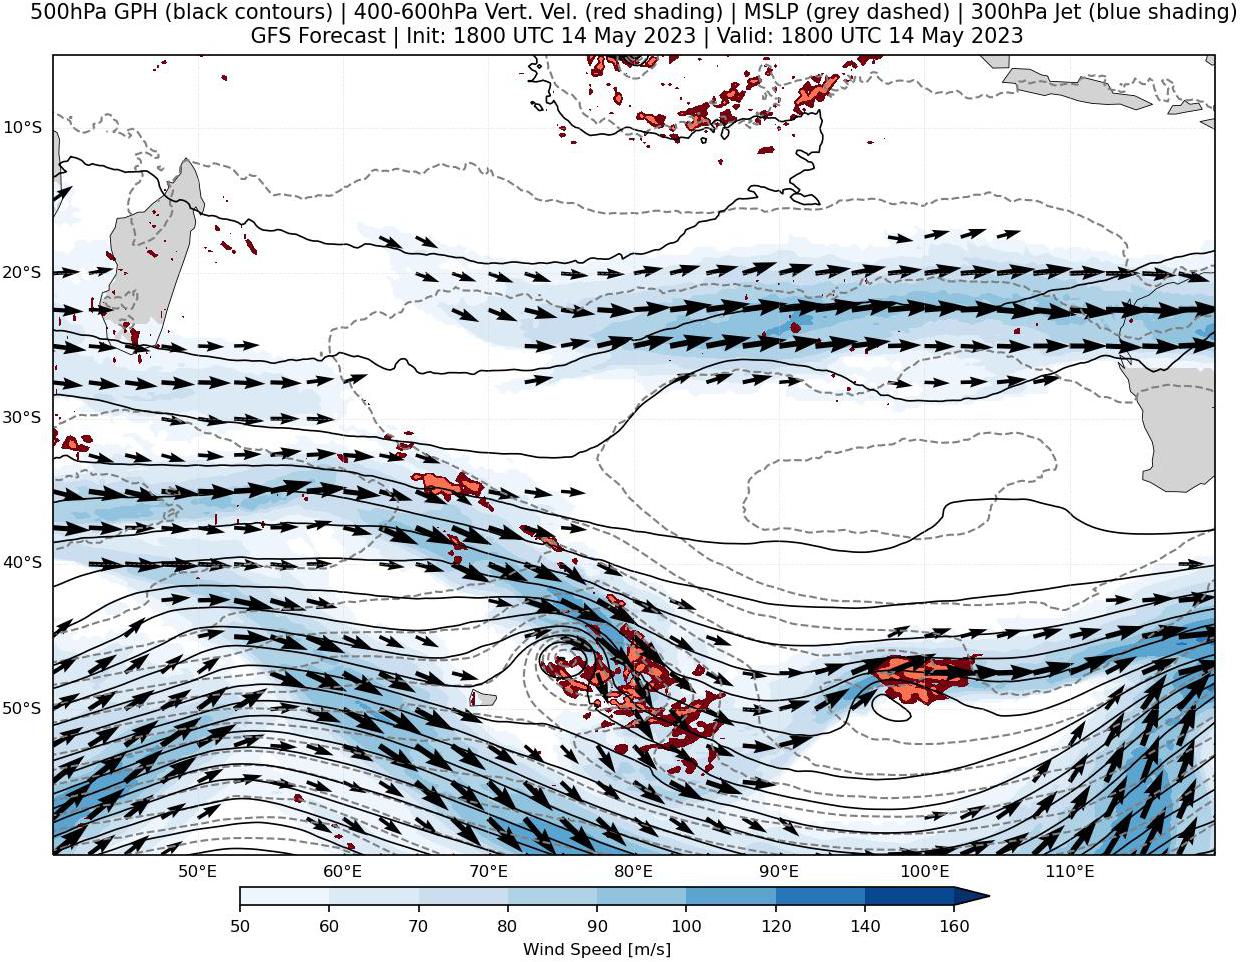 500hPa GPH (black contours) | 400-600hPa Vert. Vel. (red shading) | MSLP (grey dashed) | 300hPa Jet (blue shading)
GFS Forecast | Init: 1800 UTC 14 May 2023 | Valid: 1800 UTC 14 May 2023
10°S
20°S
30°S
40°S
50°S
50°E 60°E 70°E 80°E 90°E 100°E 110°E
50 60 70 80 90 100 120 140 160
Wind Speed [m/s]